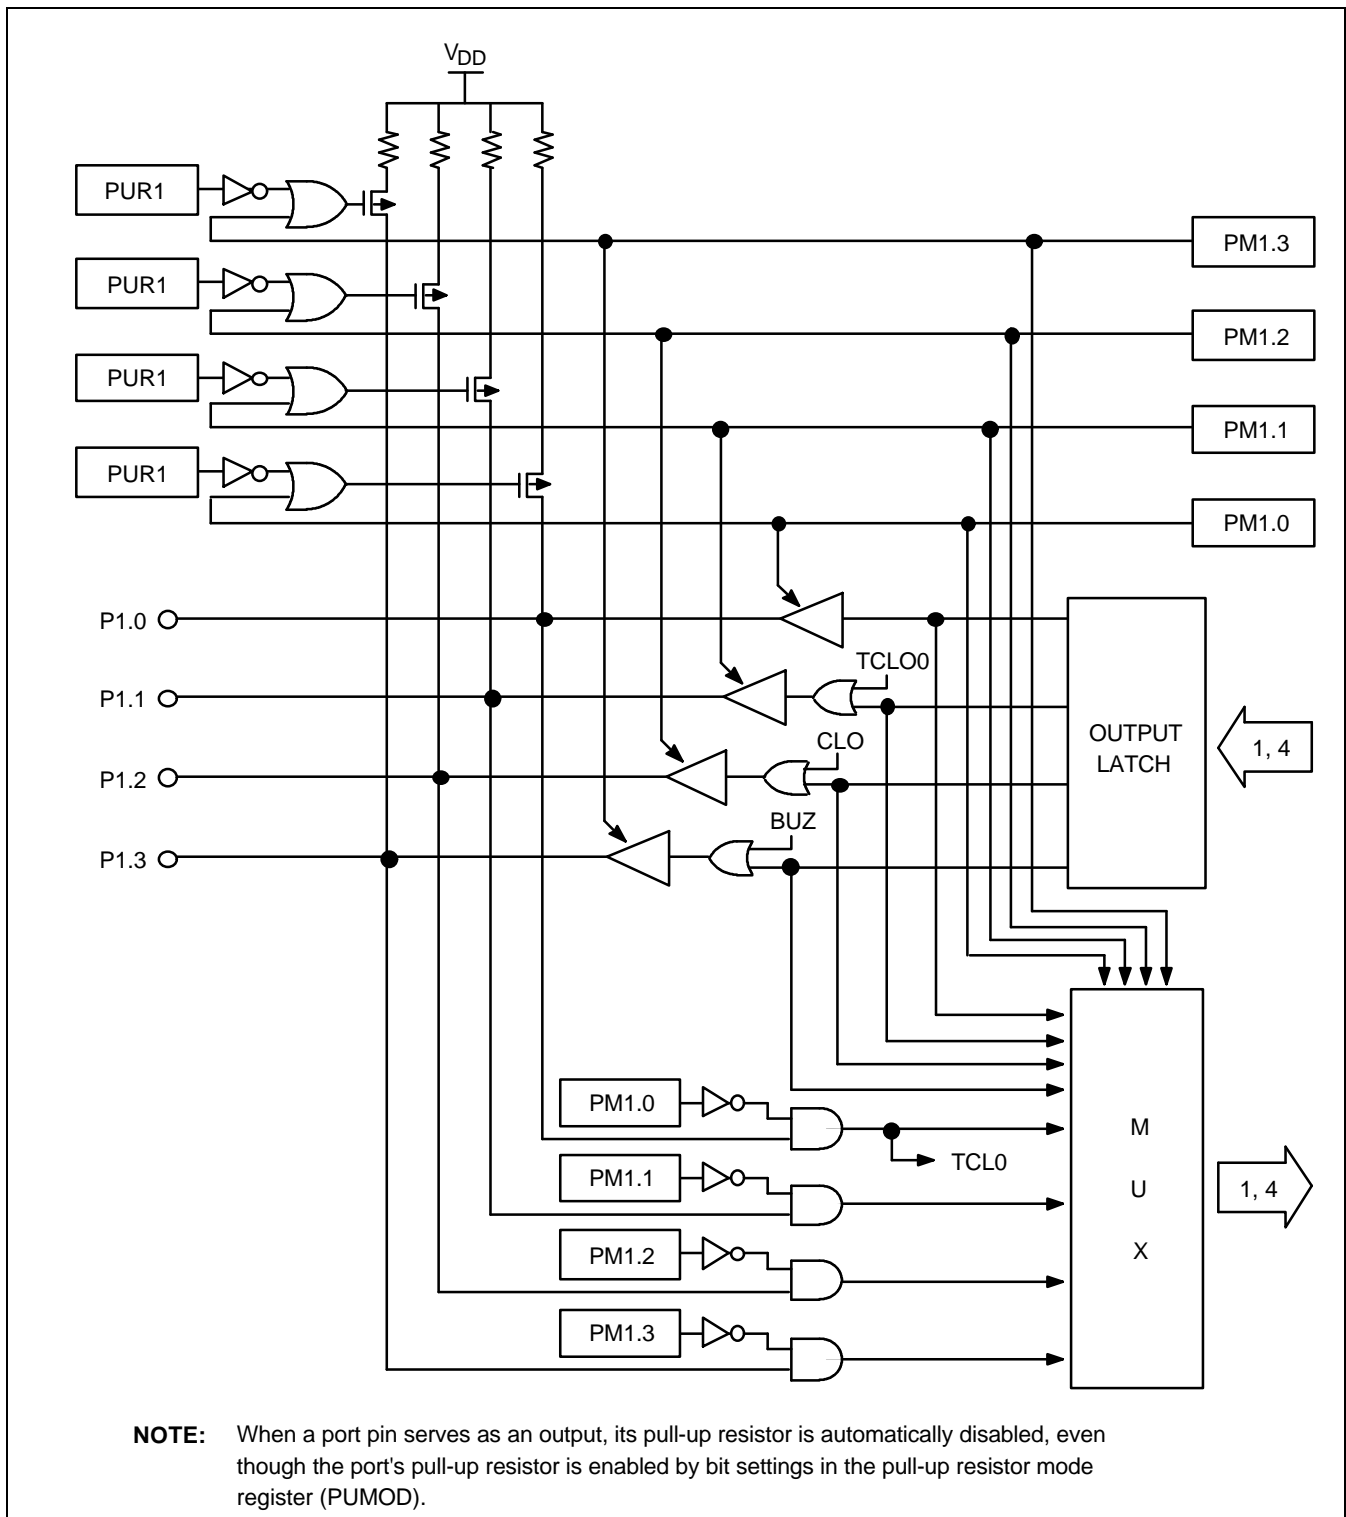 VDD
PUR1
PM1.3
PUR1
PM1.2
PUR1
PM1.1
PUR1
PM1.0
P1.0
TCLO0
P1.1
CLO
P1.2
BUZ
P1.3
OUTPUT
LATCH
1, 4
PM1.0
TCL0
PM1.1
PM1.2
PM1.3
M
U
X
1, 4
NOTE: When a port pin serves as an output, its pull-up resistor is automatically disabled, even
though the port's pull-up resistor is enabled by bit settings in the pull-up resistor mode
register (PUMOD).